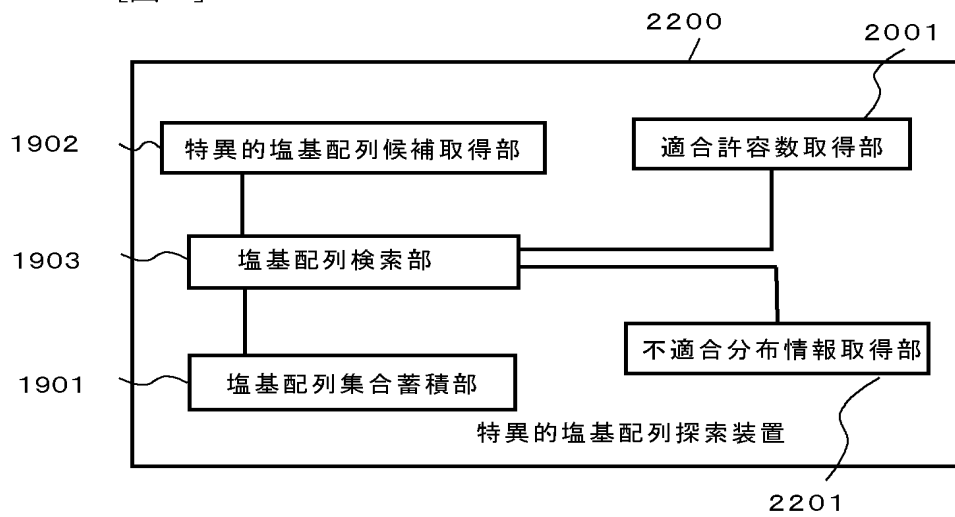 2200
2001
1902
特異的塩基配列候補取得部
適合許容数取得部
1903
塩基配列検索部
不適合分布情報取得部
1901
塩基配列集合蓄積部
特異的塩基配列探索装置
2201